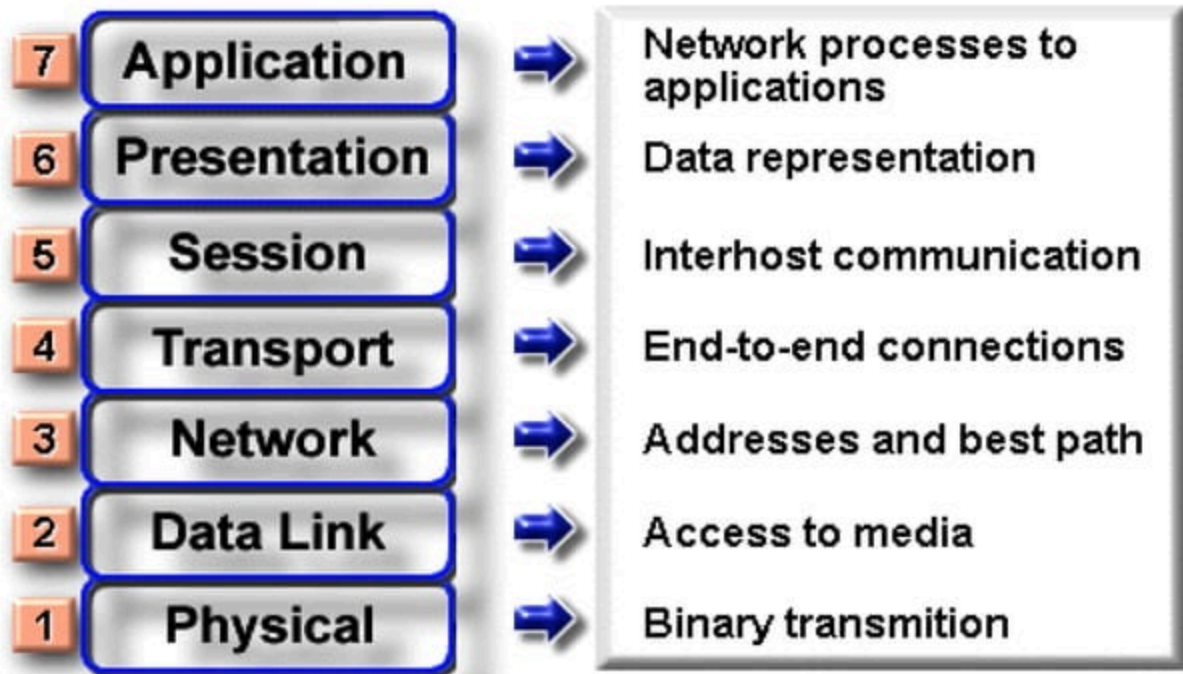 7 Application Network processes to
applications
6 Presentation Data representation
5 Session Interhost communication
4 Transport End-to-end connections
3 Network Addresses and best path
2 Data Link Access to media
1 Physical Binary transmition